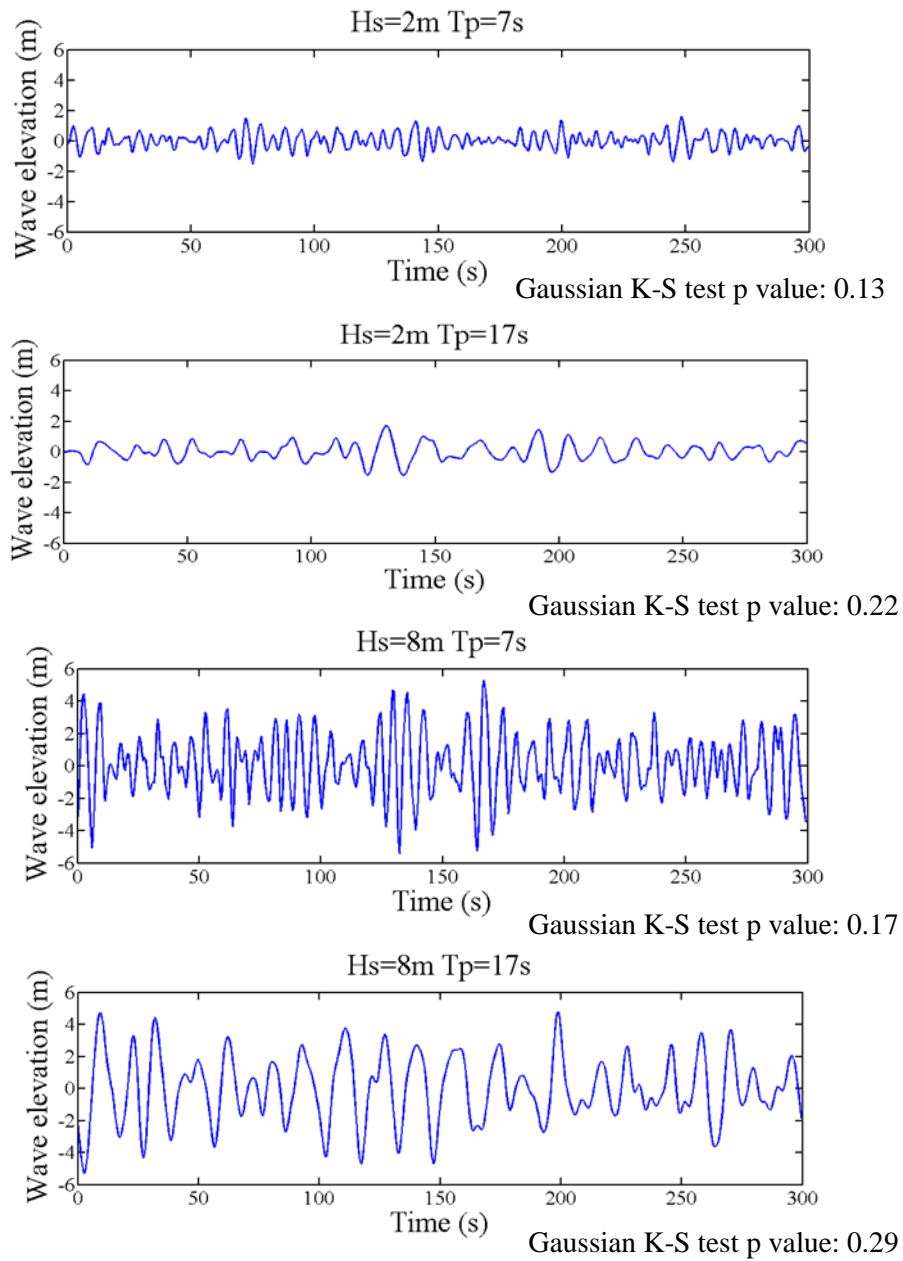 Hs=2m Tp=7s
Wave elevation (m)
6
4
2
0
-2
-4
-6
0 50 100 150 200 250 300
Time (s)
Gaussian K-S test p value: 0.13
Hs=2m Tp=17s
Wave elevation (m)
6
4
2
0
-2
-4
-6
0 50 100 150 200 250 300
Time (s)
Gaussian K-S test p value: 0.22
Hs=8m Tp=7s
Wave elevation (m)
6
4
2
0
-2
-4
-6
0 50 100 150 200 250 300
Time (s)
Gaussian K-S test p value: 0.17
Hs=8m Tp=17s
Wave elevation (m)
6
4
2
0
-2
-4
-6
0 50 100 150 200 250 300
Time (s)
Gaussian K-S test p value: 0.29